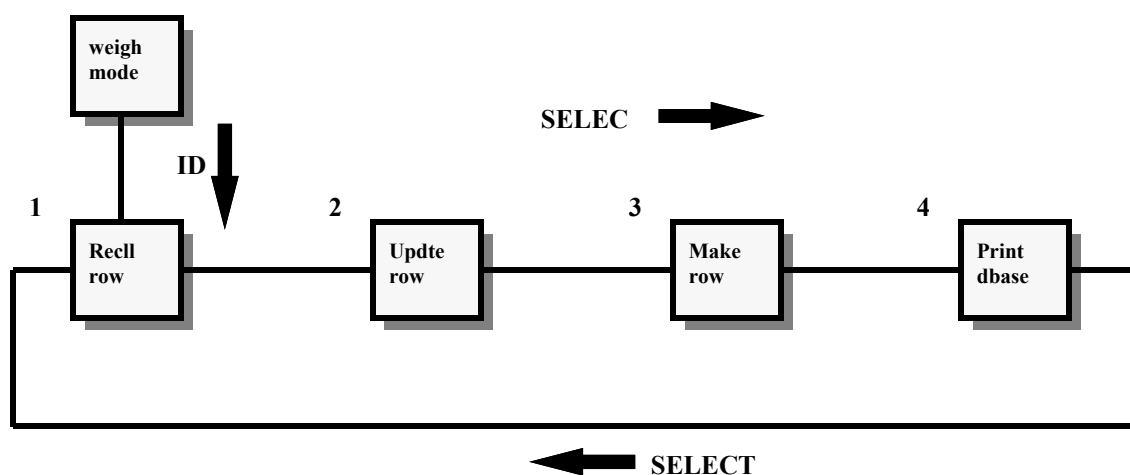 weigh
mode
SELEC
ID
1
2
3
4
Recll
row
Updte
row
Make
row
Print
dbase
SELECT